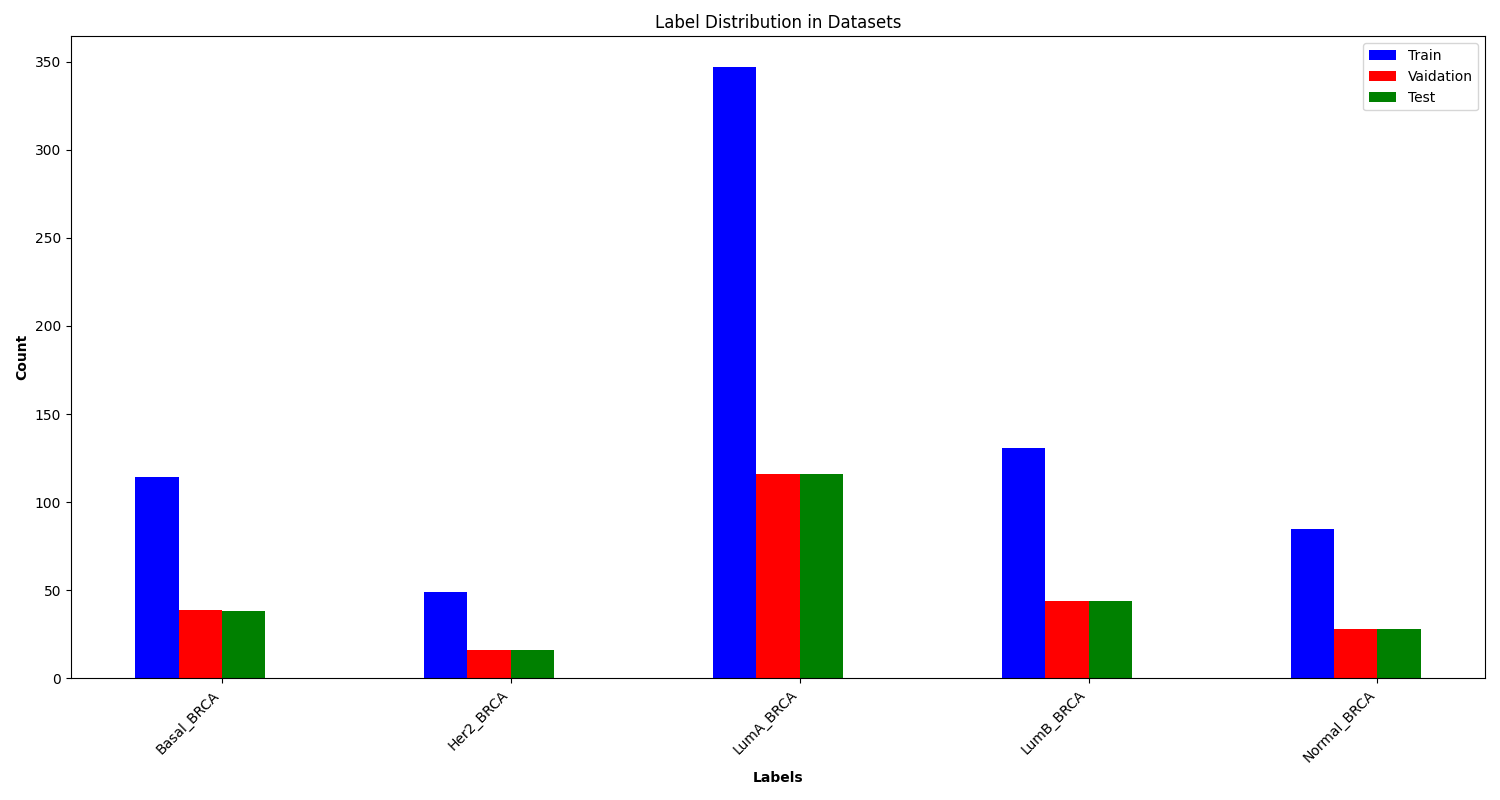 Label Distribution in Datasets
Train
Vaidation
Test
350
300
250
200
150
100
50
0
Count
Basal_BRCA
Her2_BRCA
LumA_BRCA
LumB_BRCA
Normal_BRCA
Labels